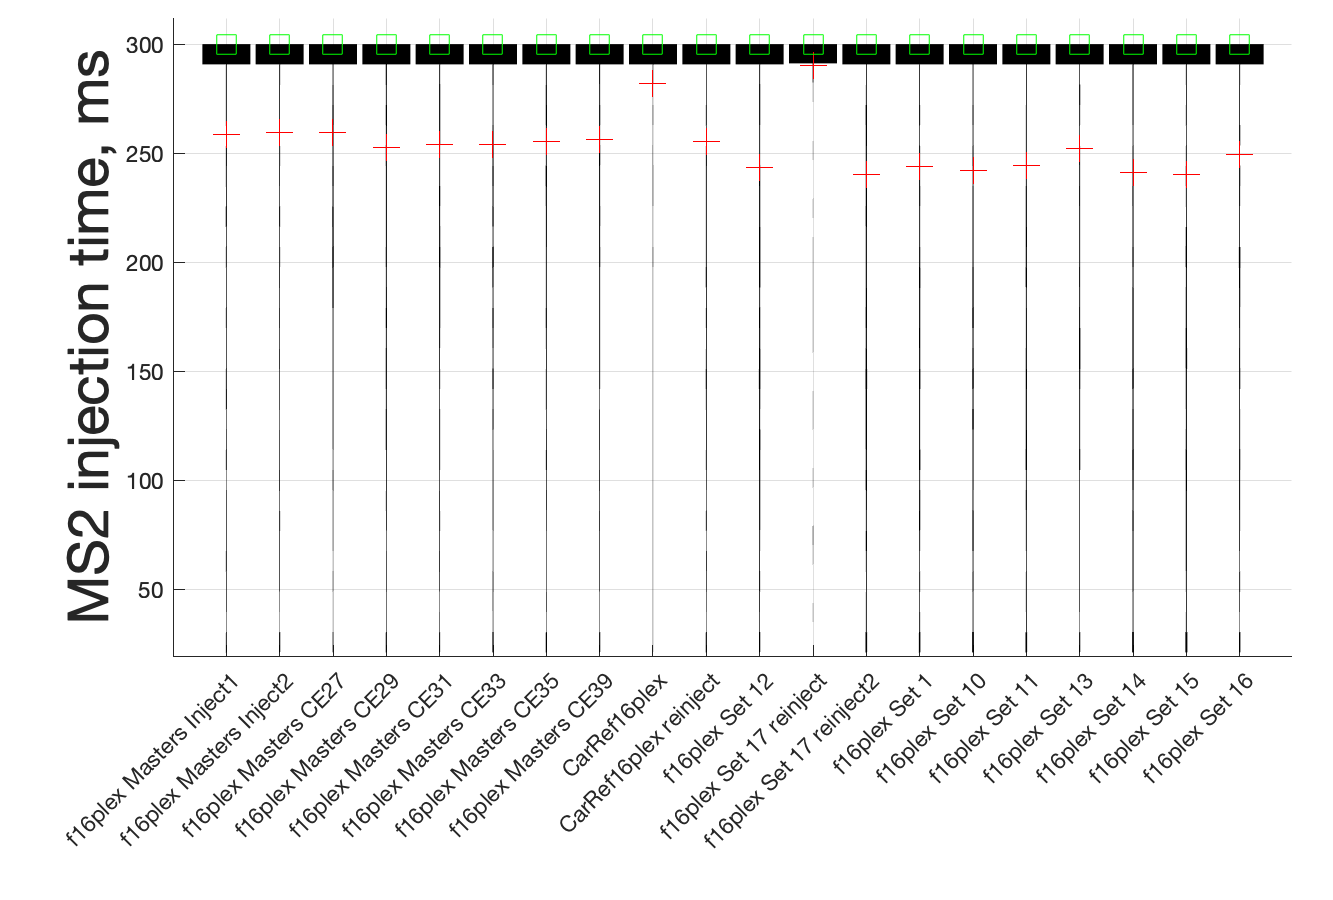 MS2 injection time, ms
300
250
200
150
100
50
f16plex Masters Inject1
f16plex Masters Inject2
f16plex Masters CE27
f16plex Masters CE29
f16plex Masters CE31
f16plex Masters CE33
f16plex Masters CE35
f16plex Masters CE39
CarRef16plex
CarRef16plex reinject
f16plex Set 12
f16plex Set 17 reinject
f16plex Set 17 reinject2
f16plex Set 1
f16plex Set 10
f16plex Set 11
f16plex Set 13
f16plex Set 14
f16plex Set 15
f16plex Set 16